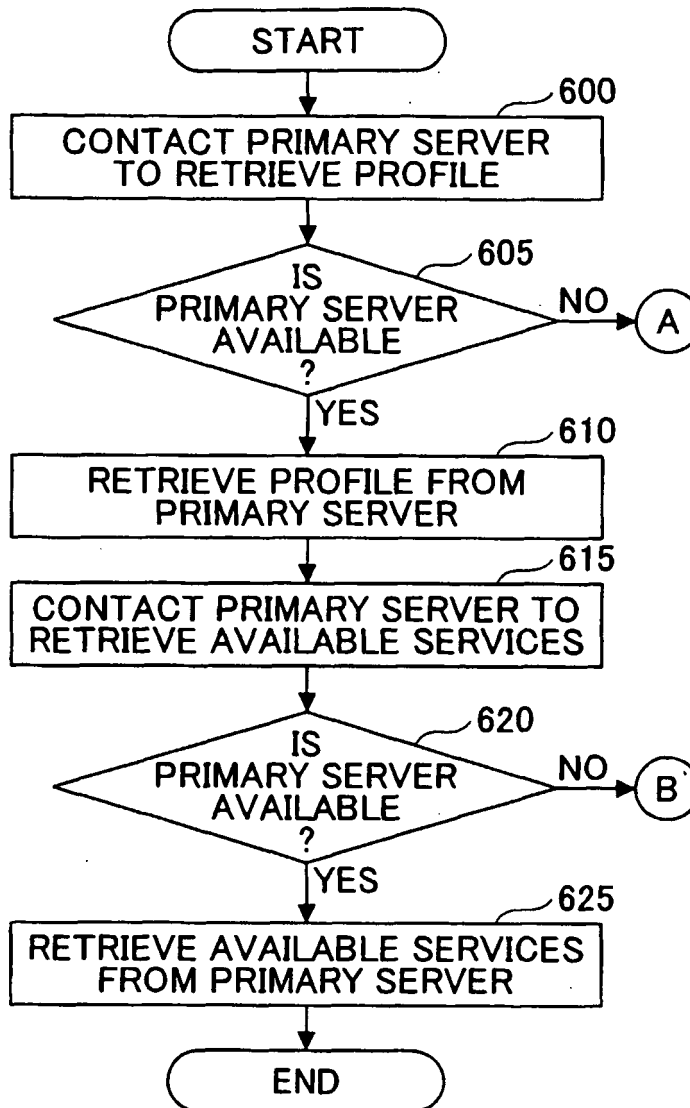 START
600
CONTACT PRIMARY SERVER
TO RETRIEVE PROFILE
605
IS
PRIMARY SERVER
AVAILABLE
?
NO
A
YES
610
RETRIEVE PROFILE FROM
PRIMARY SERVER
615
CONTACT PRIMARY SERVER TO
RETRIEVE AVAILABLE SERVICES
620
IS
PRIMARY SERVER
AVAILABLE
?
NO
B
YES
625
RETRIEVE AVAILABLE SERVICES
FROM PRIMARY SERVER
END